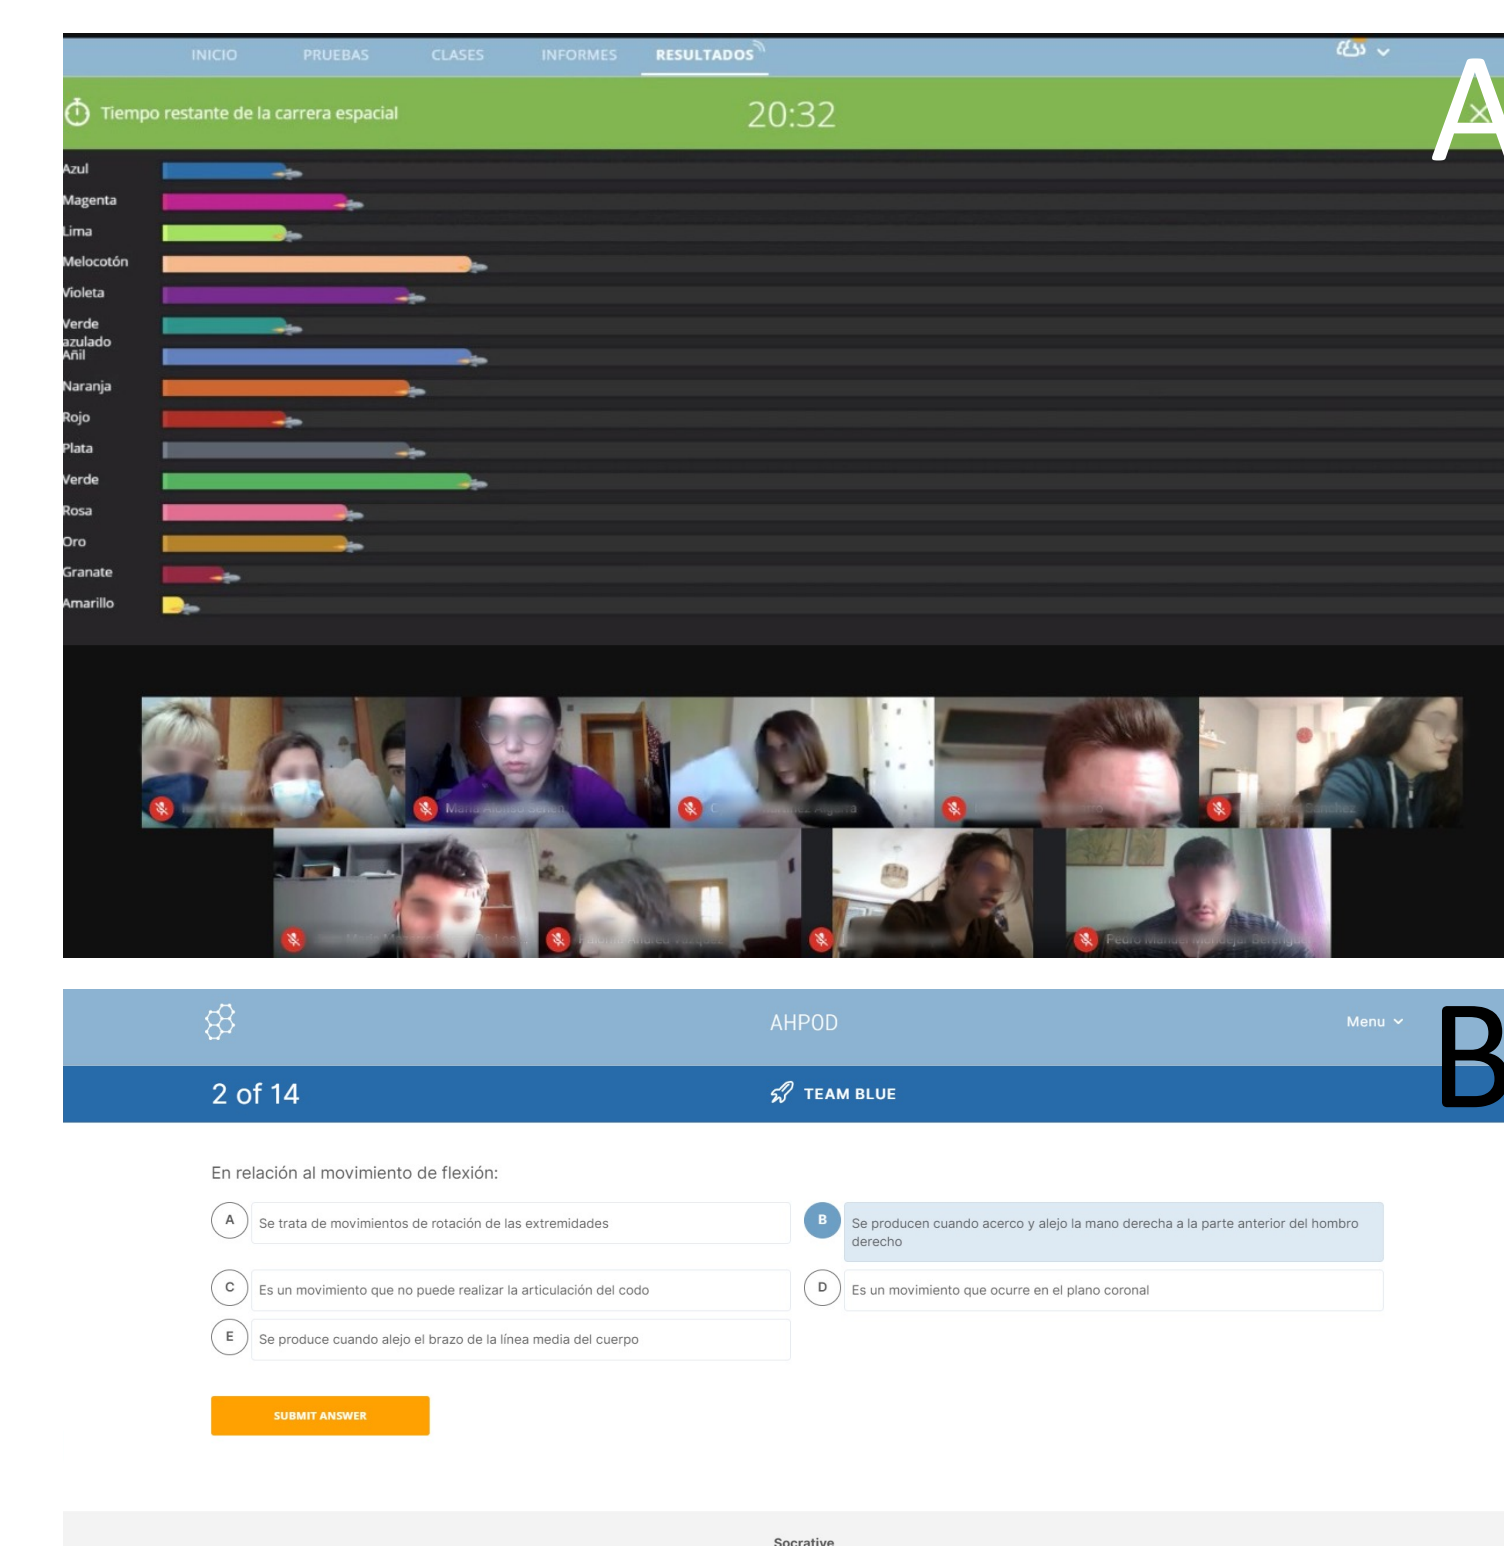 INICIO PRUEBAS CLASES INFORMES RESULTADOS
A
Tiempo restante de la carrera espacial 20:32
Azul
Magenta
Lima
Melocotón
Violeta
Verde
azulado
Añil
Naranja
Rojo
Plata
Verde
Rosa
Oro
Granate
Amarillo
AHPOD Menu
B
2 of 14 TEAM BLUE
En relación al movimiento de flexión:
A Se trata de movimientos de rotación de las extremidades
B Se producen cuando acerco y alejo la mano derecha a la parte anterior del hombro
derecho
C Es un movimiento que no puede realizar la articulación del codo
D Es un movimiento que ocurre en el plano coronal
E Se produce cuando alejo el brazo de la línea media del cuerpo
SUBMIT ANSWER
Socrative